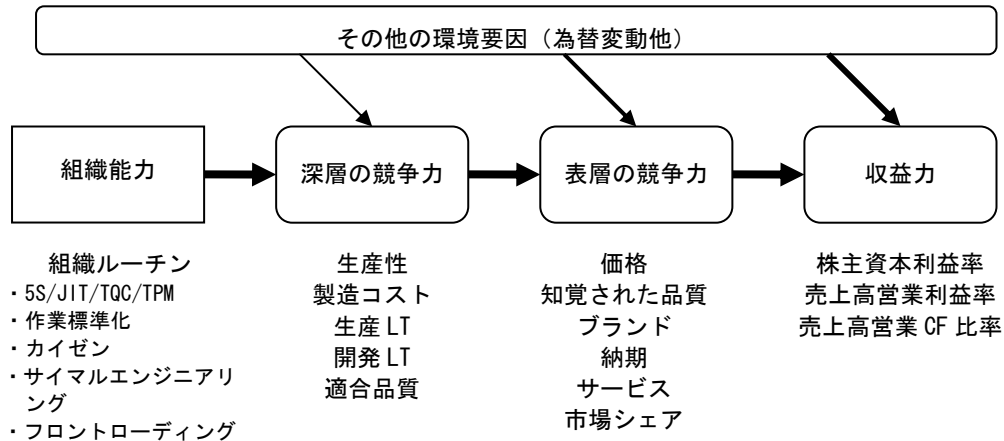 その他の環境要因（為替変動他）
組織能力
深層の競争力
表層の競争力
収益力
組織ルーチン
・5S/JIT/TQC/TPM
・作業標準化
・カイゼン
・サイマルエンジニアリ
ング
・フロントローディング
生産性
製造コスト
生産 LT
開発 LT
適合品質
価格
知覚された品質
ブランド
納期
サービス
市場シェア
株主資本利益率
売上高営業利益率
売上高営業 CF 比率